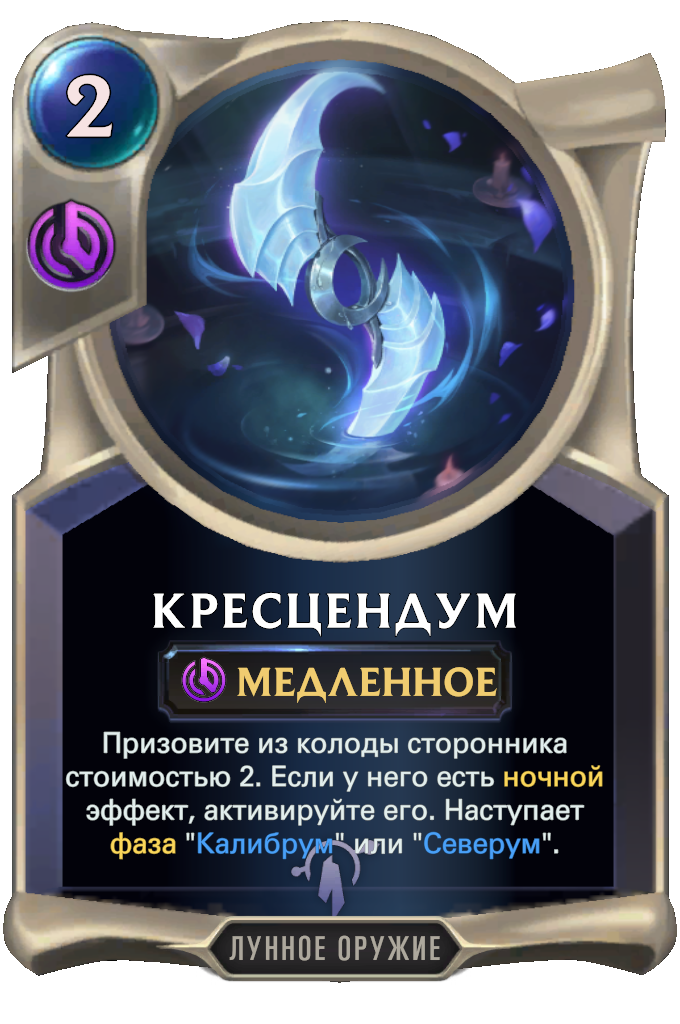 2
КРЕСЦЕНДУМ
МЕДЛЕННОЕ
Призовите из колоды сторонника
стоимостью 2. Если у него есть ночной
эффект, активируйте его. Наступает
фаза "Калибрум" или "Северум".
ЛУННОЕ ОРУЖИЕ